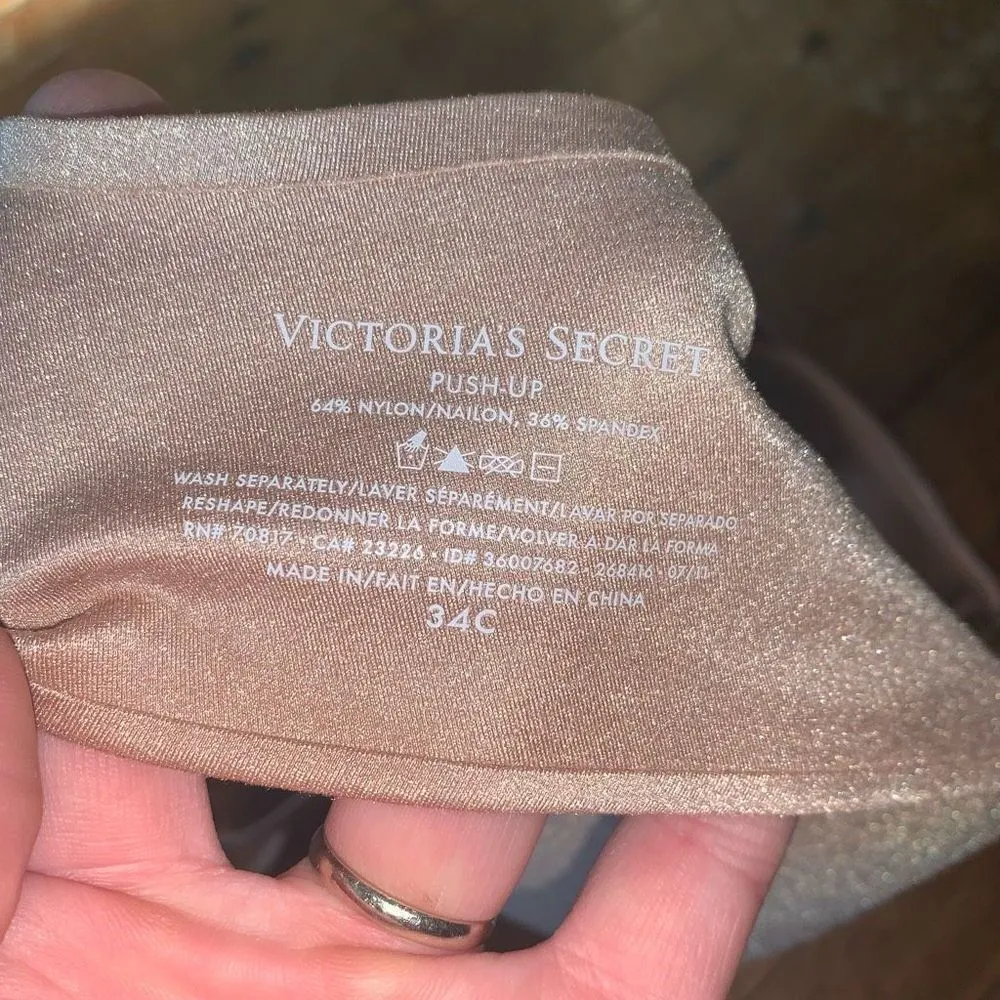 VICTORIA'S SECRET
PUSH-UP
64% NYLON/NAILON, 36% SPANDEX
WASH SEPARATELY/LAVER SÉPARÉMENT/LAVAR POR SEPARADO
RESHAPE/REDONNER LA FORME/VOLVER A DAR LA FORMA
RN# 70817 · CA# 23226 · ID# 36007682 268416 · 07/11
MADE IN/FAIT EN/HECHO EN CHINA
34C